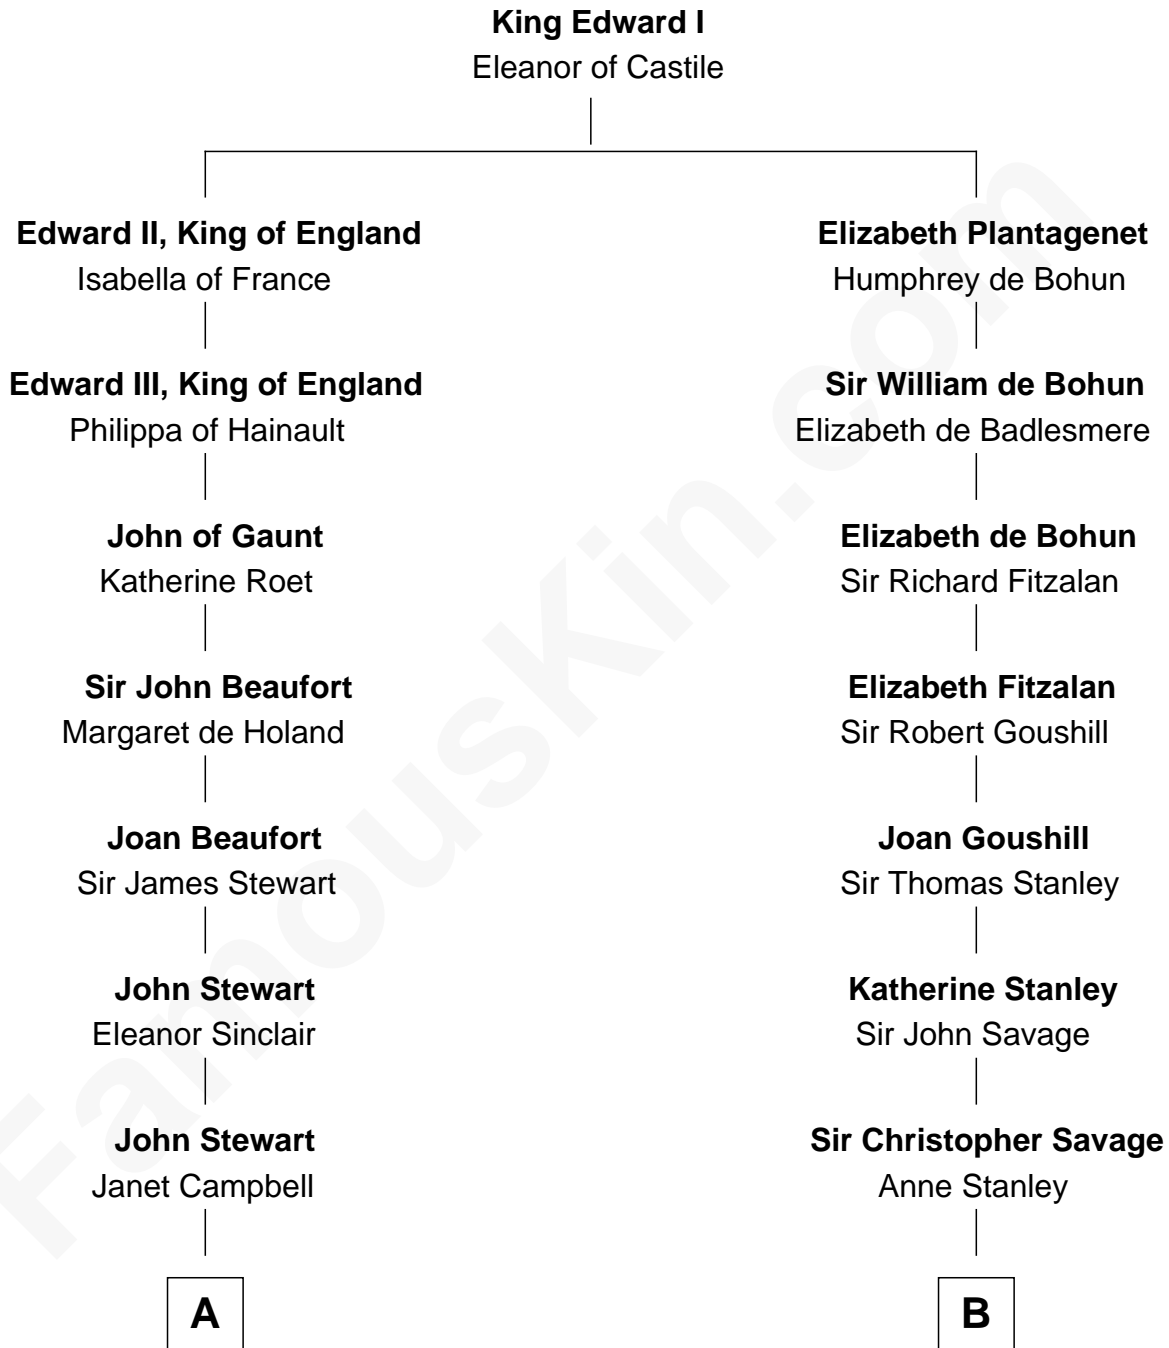 King Edward I
Eleanor of Castile
Edward II, King of England
Isabella of France
Elizabeth Plantagenet
Humphrey de Bohun
Edward III, King of England
Philippa of Hainault
Sir William de Bohun
Elizabeth de Badlesmere
John of Gaunt
Katherine Roet
Elizabeth de Bohun
Sir Richard Fitzalan
Sir John Beaufort
Margaret de Holand
Elizabeth Fitzalan
Sir Robert Goushill
Joan Beaufort
Sir James Stewart
Joan Goushill
Sir Thomas Stanley
John Stewart
Eleanor Sinclair
Katherine Stanley
Sir John Savage
John Stewart
Janet Campbell
Sir Christopher Savage
Anne Stanley
A
B
FamousKin.com